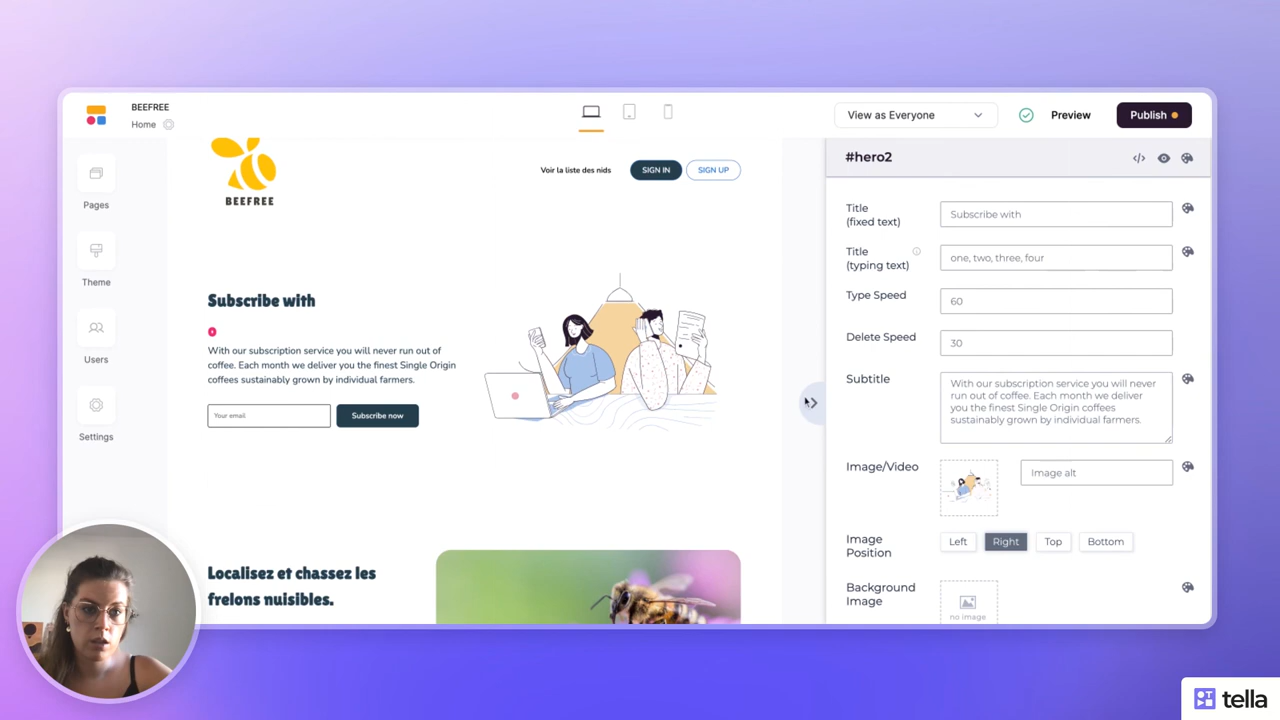 BEEFREE
Home
View as Everyone
Preview
Publish
Pages
Theme
Users
Settings
BEEFREE
Voir la liste des nids
SIGN IN
SIGN UP
Subscribe with
With our subscription service you will never run out of
coffee. Each month we deliver you the finest Single Origin
coffees sustainably grown by individual farmers.
Your email
Subscribe now
Localisez et chassez les
frelons nuisibles.
#hero2
Title
(fixed text)
Subscribe with
Title
(typing text)
one, two, three, four
Type Speed
60
Delete Speed
30
Subtitle
With our subscription service you will never
run out of coffee. Each month we deliver
you the finest Single Origin coffees
sustainably grown by individual farmers.
Image/Video
Image alt
Image
Position
Left
Right
Top
Bottom
Background
Image
no image
tella